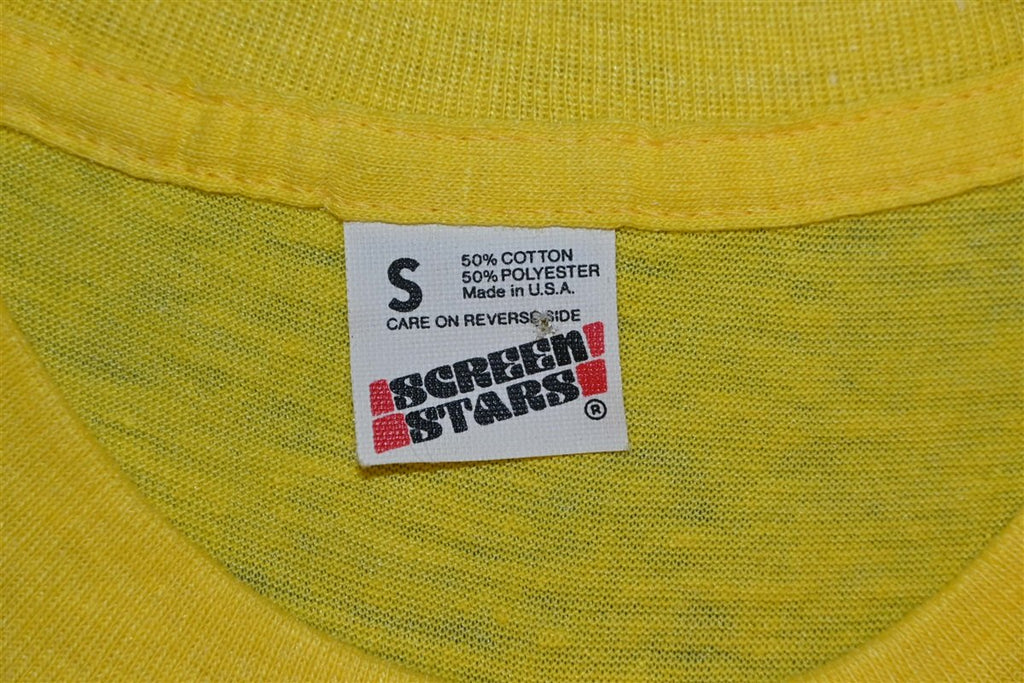 S
50% COTTON
50% POLYESTER
Made in U.S.A.
CARE ON REVERSE SIDE
SCREEN
STARS
®